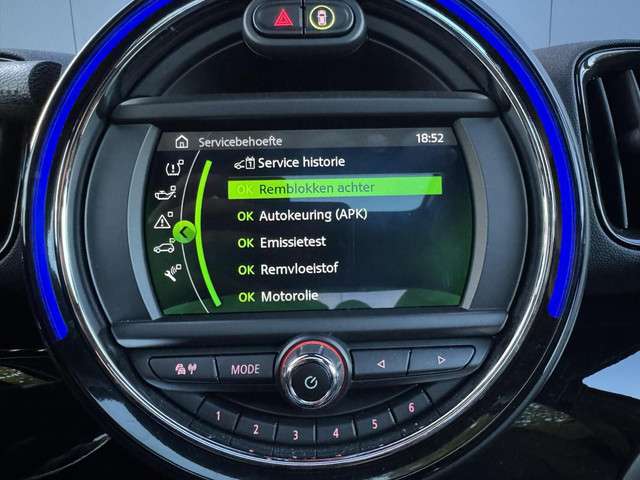 Servicebehoefte 18:52
Service historie
OK Remblokken achter
OK Autokeuring (APK)
OK Emissietest
OK Remvloeistof
OK Motorolie
MODE
1 2 3 4 5 6